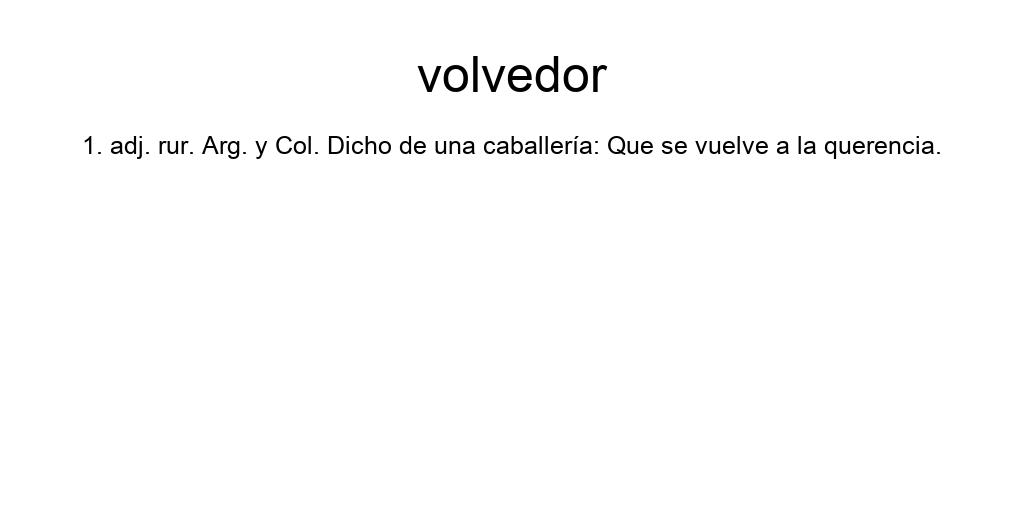 volvedor
1. adj. rur. Arg. y Col. Dicho de una caballería: Que se vuelve a la querencia.